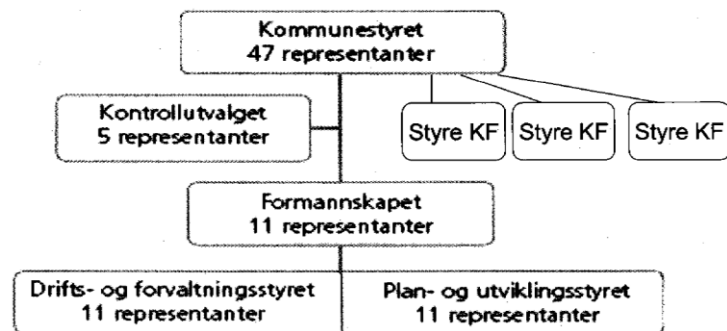 Kommunestyret
47 representanter
Kontrollutvalget
5 representanter
Styre KF
Styre KF
Styre KF
Formannskapet
11 representanter
Drifts- og forvaltningsstyret
11 representanter
Plan- og utviklingsstyret
11 representanter